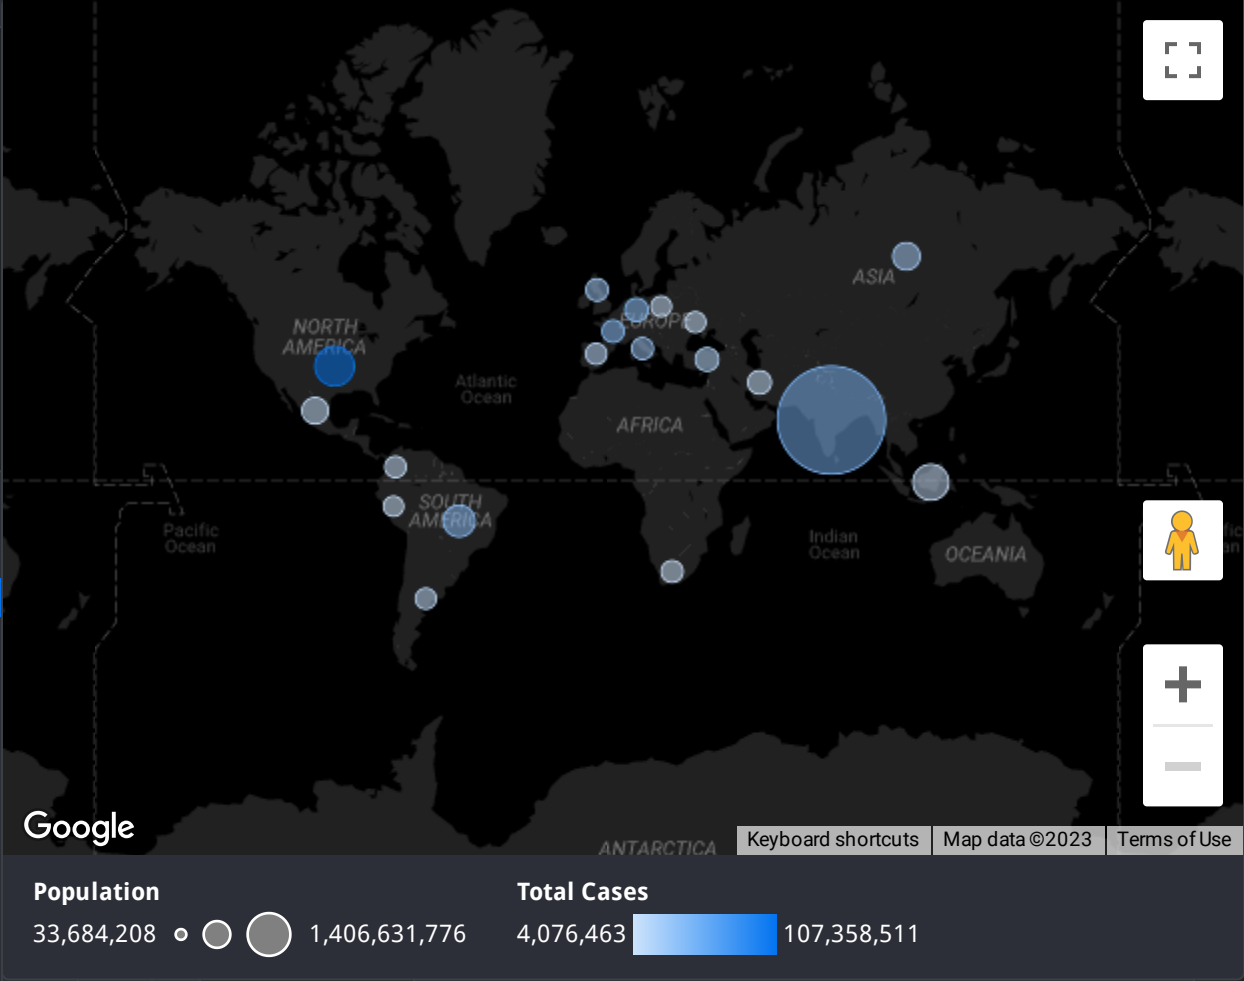 ASIA
NORTH
AMERICA
EUROPE
Atlantic
Ocean
AFRICA
SOUTH
AMERICA
Pacific
Ocean
Indian
Ocean
OCEANIA
Google
ANTARCTICA
Keyboard shortcuts
Map data ©2023
Terms of Use
Population
33,684,208
1,406,631,776
Total Cases
4,076,463
107,358,511